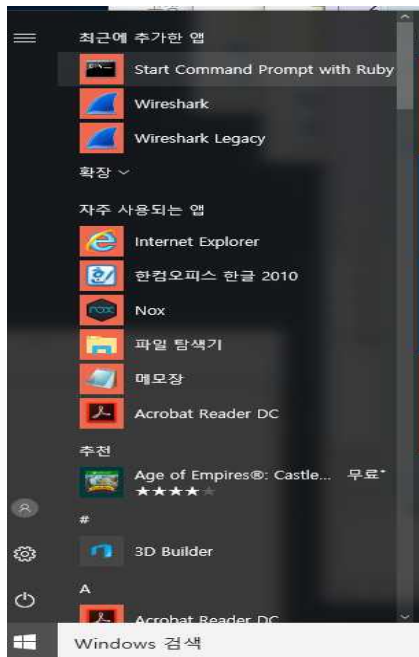 최근에 추가한 앱
Start Command Prompt with Ruby
Wireshark
Wireshark Legacy
확장
자주 사용되는 앱
Internet Explorer
한컴오피스 한글 2010
Nox
파일 탐색기
메모장
Acrobat Reader DC
추천
Age of Empires®: Castle... 무료*
#
3D Builder
A
Acrobat Reader DC
Windows 검색